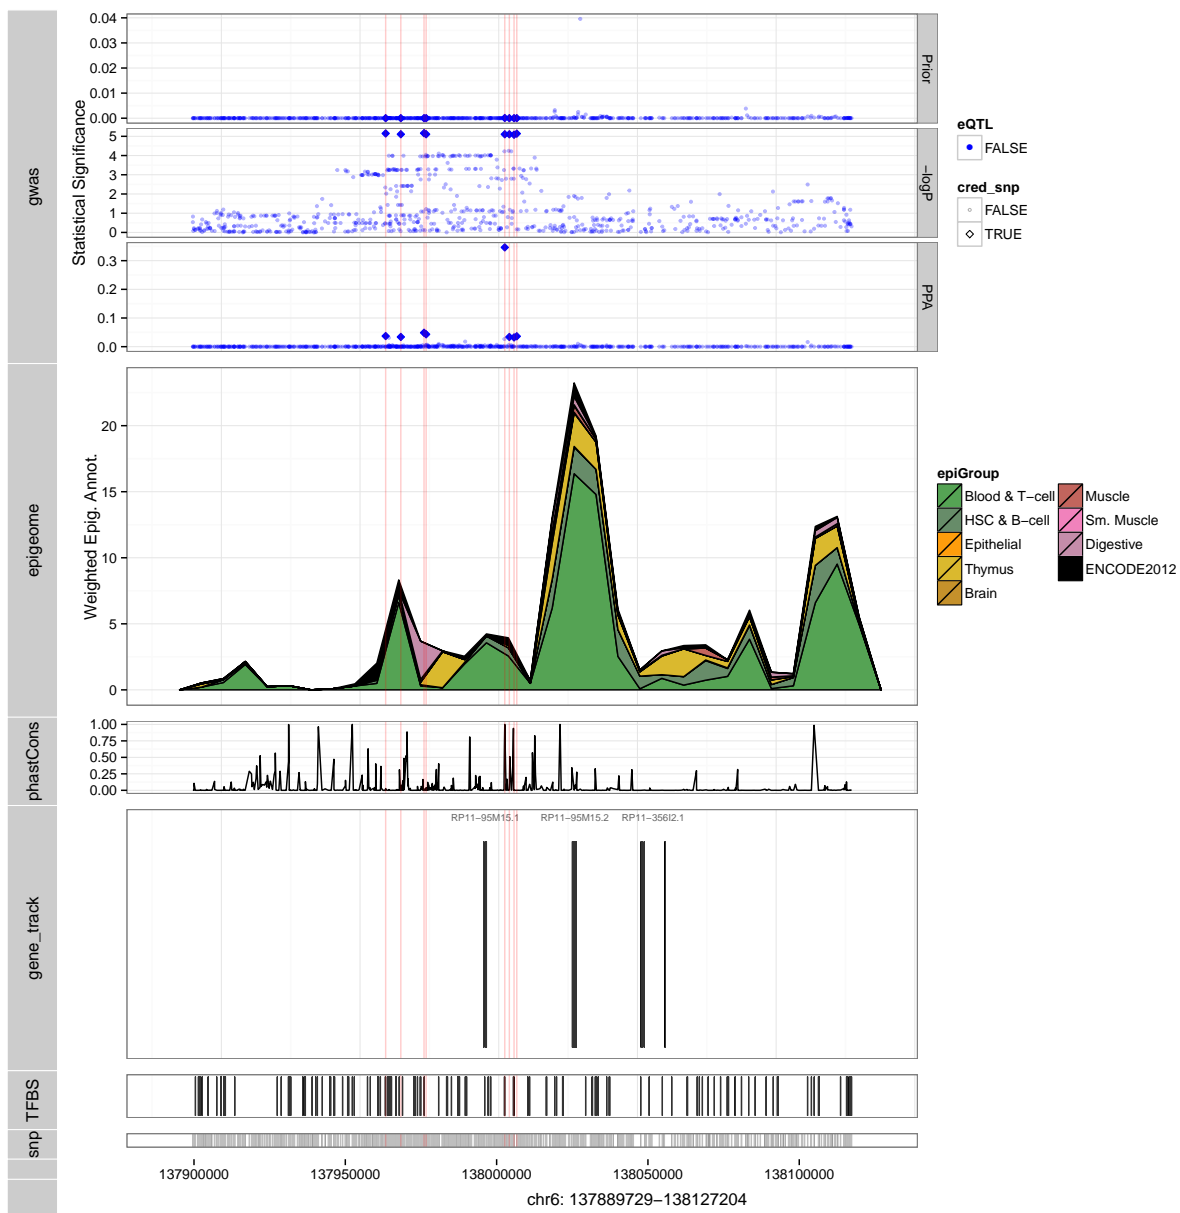 gwas
Statistical Significance
0.04
0.03
0.02
0.01
0.00
Prior
5
4
3
2
1
0
−logP
0.3
0.2
0.1
0.0
PPA
eQTL
FALSE
cred_snp
FALSE
TRUE
epigeome
Weighted Epig. Annot.
20
15
10
5
0
epiGroup
Blood & T−cell
HSC & B−cell
Epithelial
Thymus
Brain
Muscle
Sm. Muscle
Digestive
ENCODE2012
phastCons
1.00
0.75
0.50
0.25
0.00
gene_track
RP11−95M15.1 RP11−95M15.2 RP11−356I2.1
TFBS
snp
137900000 137950000 138000000 138050000 138100000
chr6: 137889729−138127204